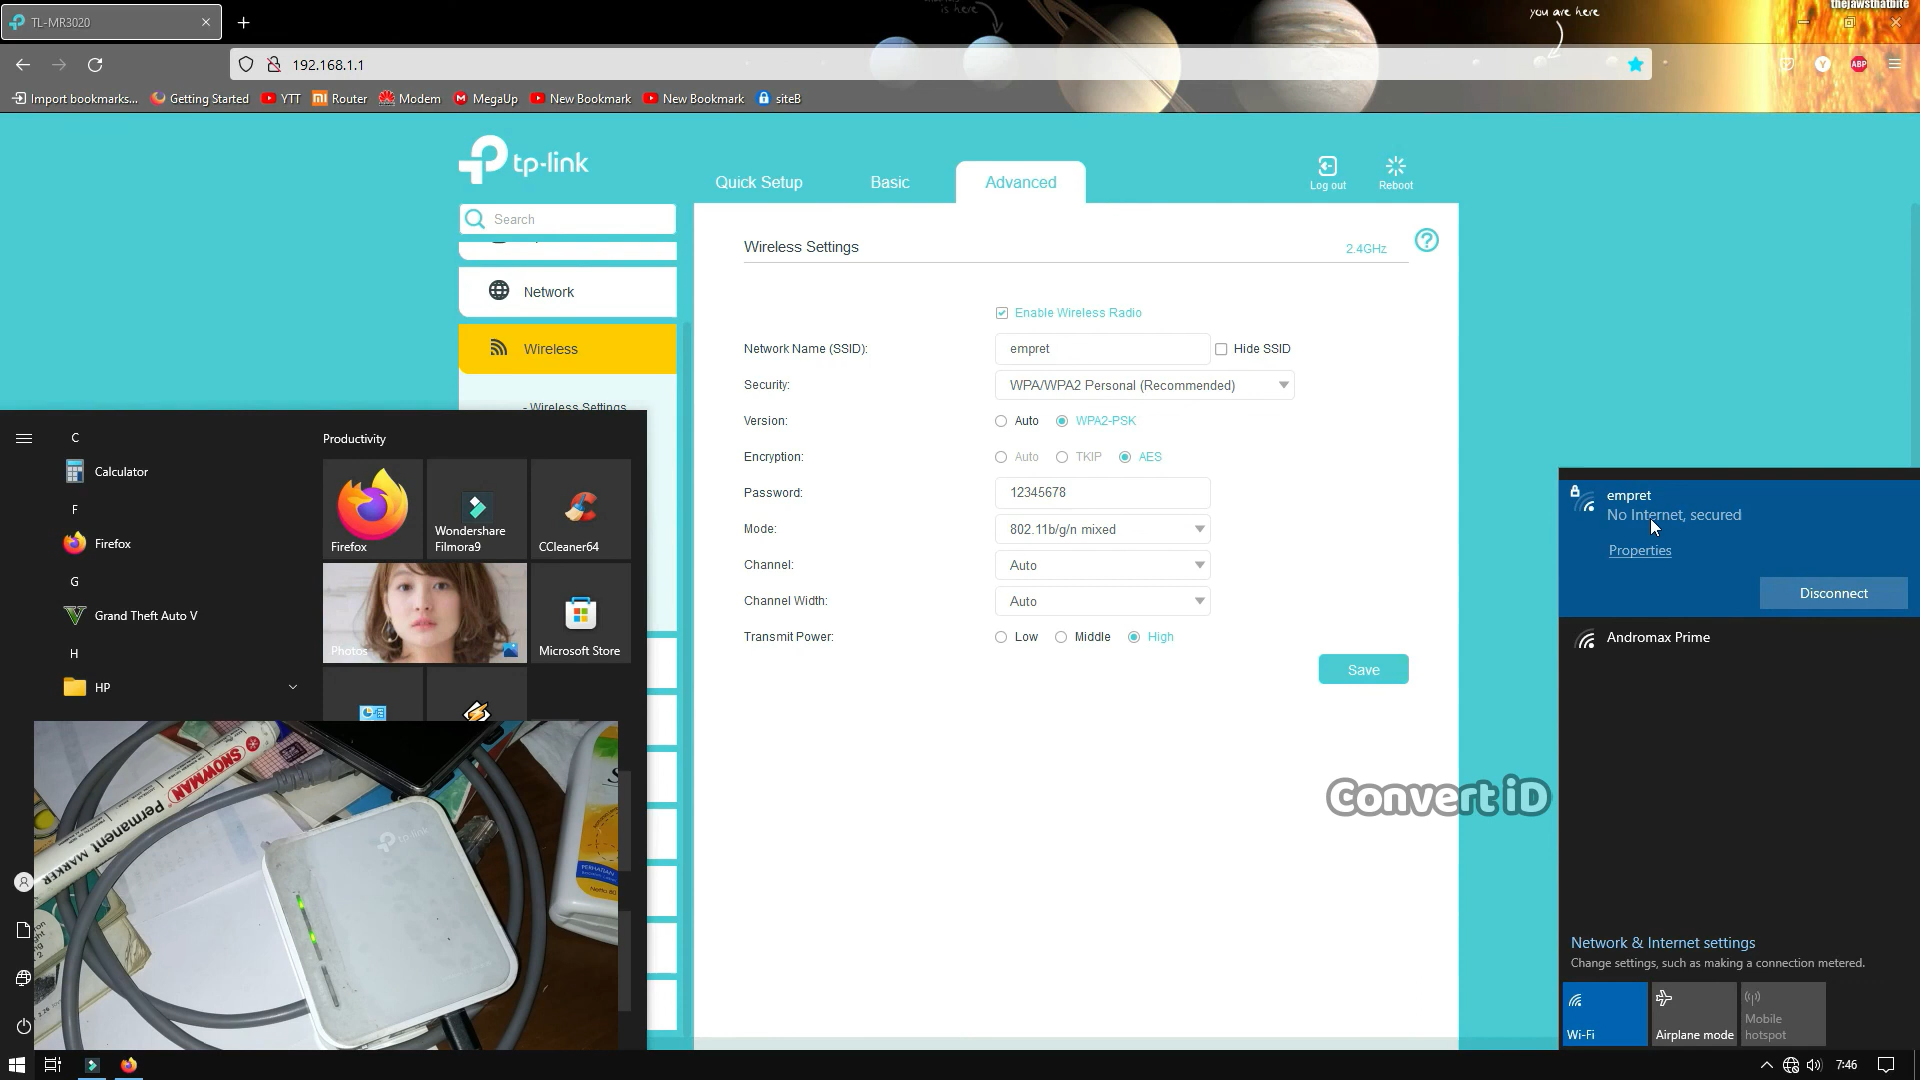 TL-MR3020
that is here
you are here
thejawsthatbite
192.168.1.1
ABP
Import bookmarks...
Getting Started
YTT
Router
Modem
MegaUp
New Bookmark
New Bookmark
siteB
tp-link
Quick Setup
Basic
Advanced
Log out
Reboot
Search
Network
Wireless
- Wireless Settings
Wireless Settings
2.4GHz
Enable Wireless Radio
Network Name (SSID):
empret
Hide SSID
Security:
WPA/WPA2 Personal (Recommended)
Version:
Auto
WPA2-PSK
Encryption:
Auto
TKIP
AES
Password:
12345678
Mode:
802.11b/g/n mixed
Channel:
Auto
Channel Width:
Auto
Transmit Power:
Low
Middle
High
Save
C
Calculator
F
Firefox
G
Grand Theft Auto V
H
HP
Productivity
Firefox
Wondershare
Filmora9
CCleaner64
Photos
Microsoft Store
SNOWMAN
Permanent MARKER
tp-link
PERHATIAN
Convert iD
empret
No Internet, secured
Properties
Disconnect
Andromax Prime
Network & Internet settings
Change settings, such as making a connection metered.
Wi-Fi
Airplane mode
Mobile
hotspot
7:46